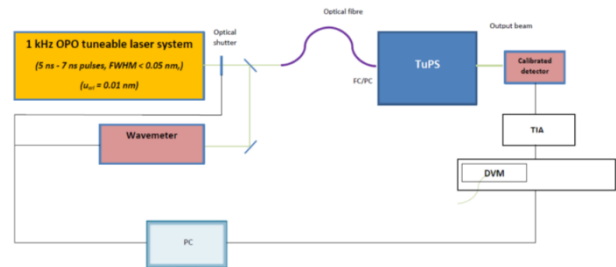 Optical fibre
Optical
shutter
Output beam
1 kHz OPO tuneable laser system
(5 ns - 7 ns pulses, FWHM < 0.05 nm,)
(u = 0.01 nm)
TuPS
FC/PC
Calibrated
detector
Wavemeter
TIA
DVM
PC